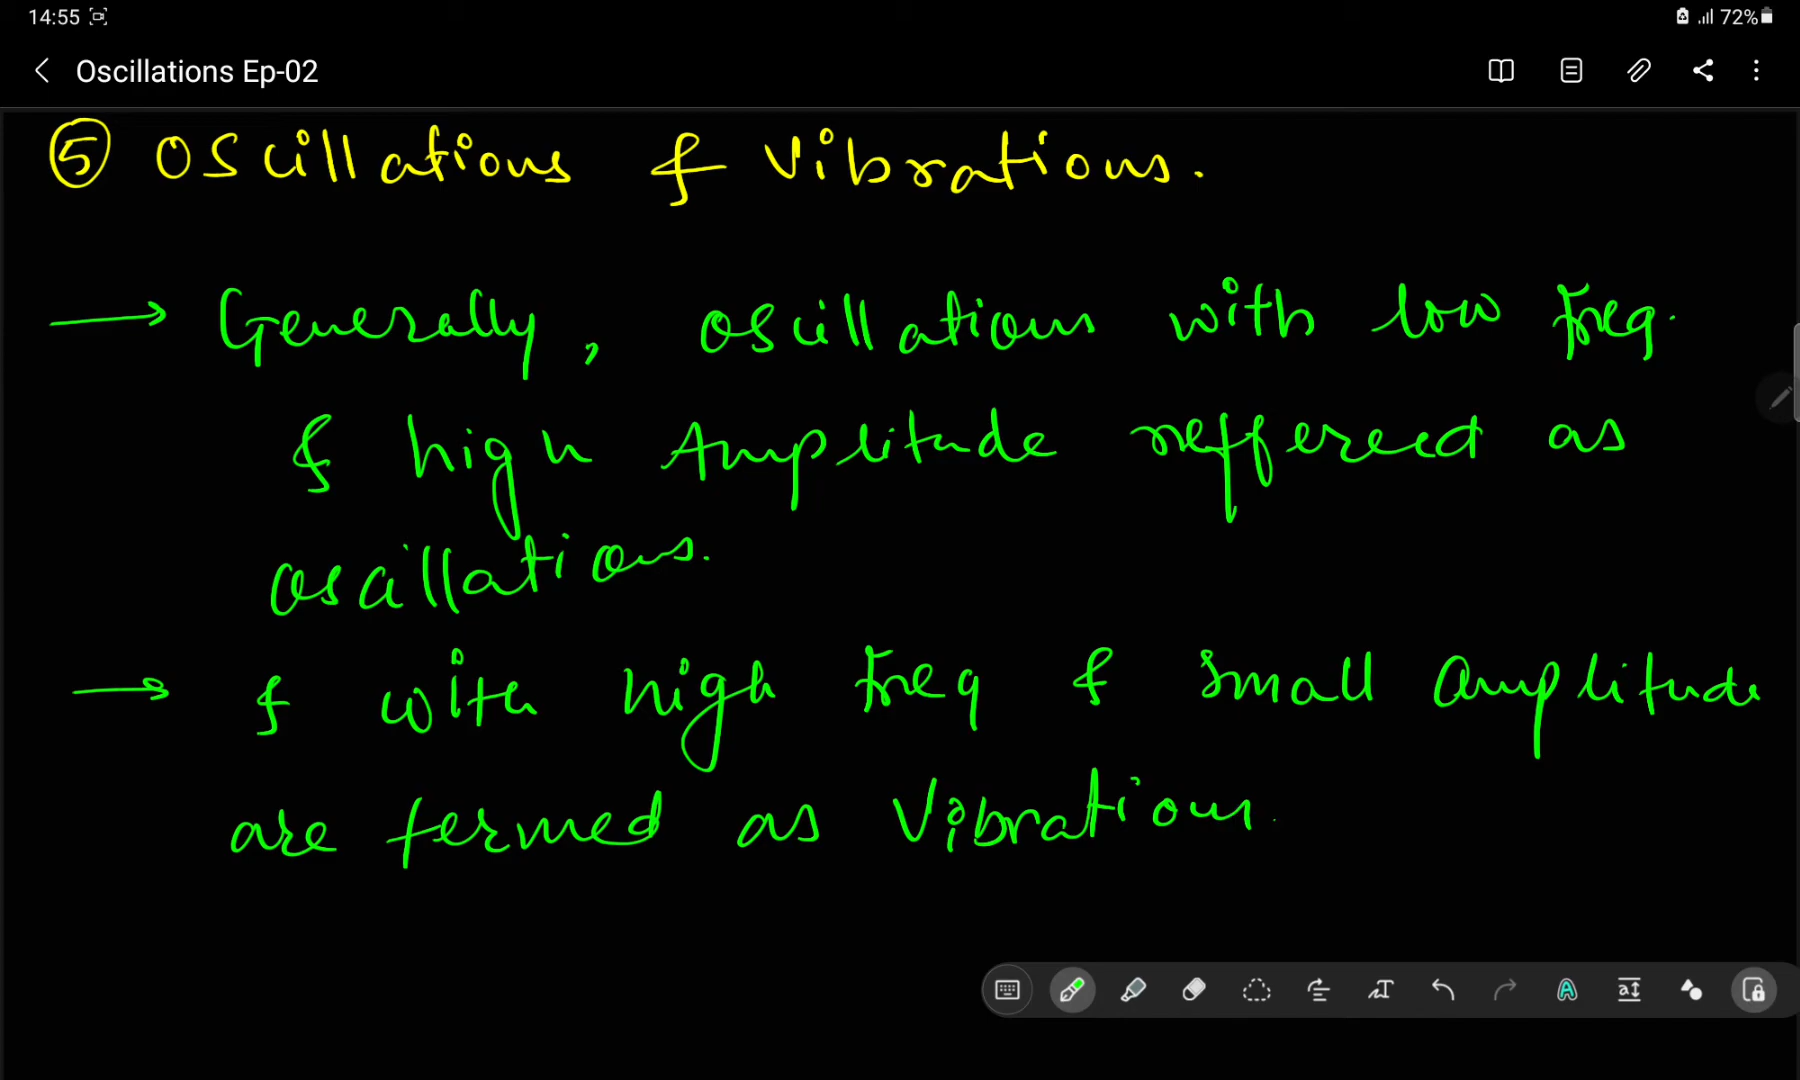 14:55
72%
Oscillations Ep-02
⑤ Oscillations & Vibrations.
→ Generally, oscillations with low freq.
& high Amplitude reffereed as
oscillations.
→ & with high freq & small amplitude
are termed as Vibrations.